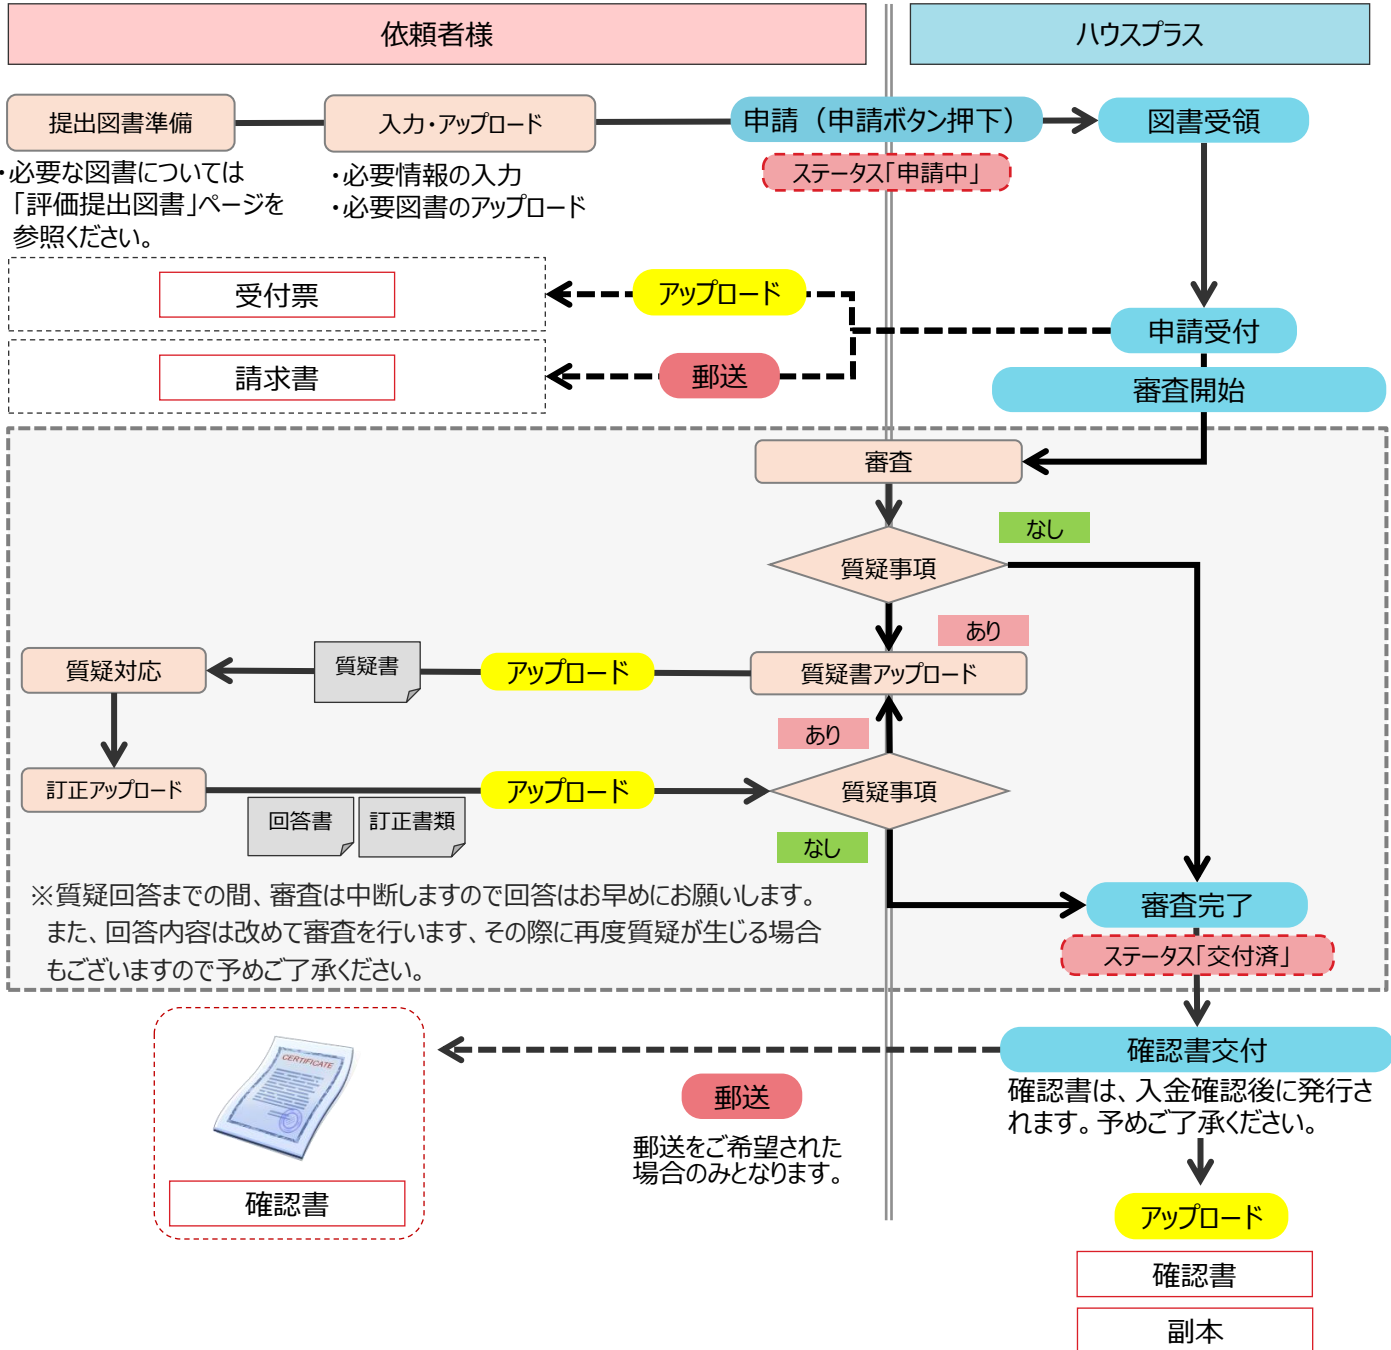 依頼者様
ハウスプラス
提出図書準備
入力・アップロード
申請（申請ボタン押下）
図書受領
ステータス「申請中」
・必要な図書については
「評価提出図書」ページを
参照ください。
・必要情報の入力
・必要図書のアップロード
受付票
アップロード
申請受付
請求書
郵送
審査開始
審査
なし
質疑事項
あり
質疑対応
質疑書
アップロード
質疑書アップロード
あり
訂正アップロード
アップロード
質疑事項
回答書
訂正書類
なし
※質疑回答までの間、審査は中断しますので回答はお早めにお願いします。
また、回答内容は改めて審査を行います、その際に再度質疑が生じる場合
もございますので予めご了承ください。
審査完了
ステータス「交付済」
CERTIFICATE
確認書
郵送
郵送をご希望された
場合のみとなります。
確認書交付
確認書は、入金確認後に発行さ
れます。予めご了承ください。
アップロード
確認書
副本